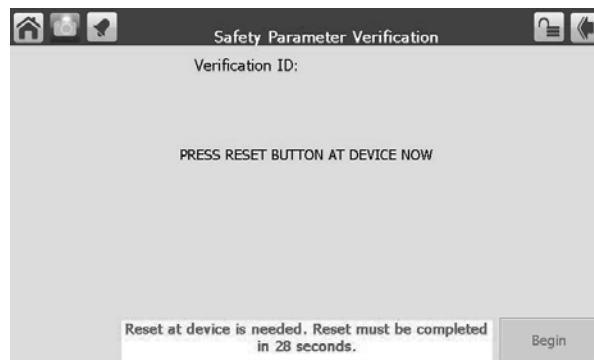 Safety Parameter Verification
Verification ID:
PRESS RESET BUTTON AT DEVICE NOW
Reset at device is needed. Reset must be completed
in 28 seconds.
Begin